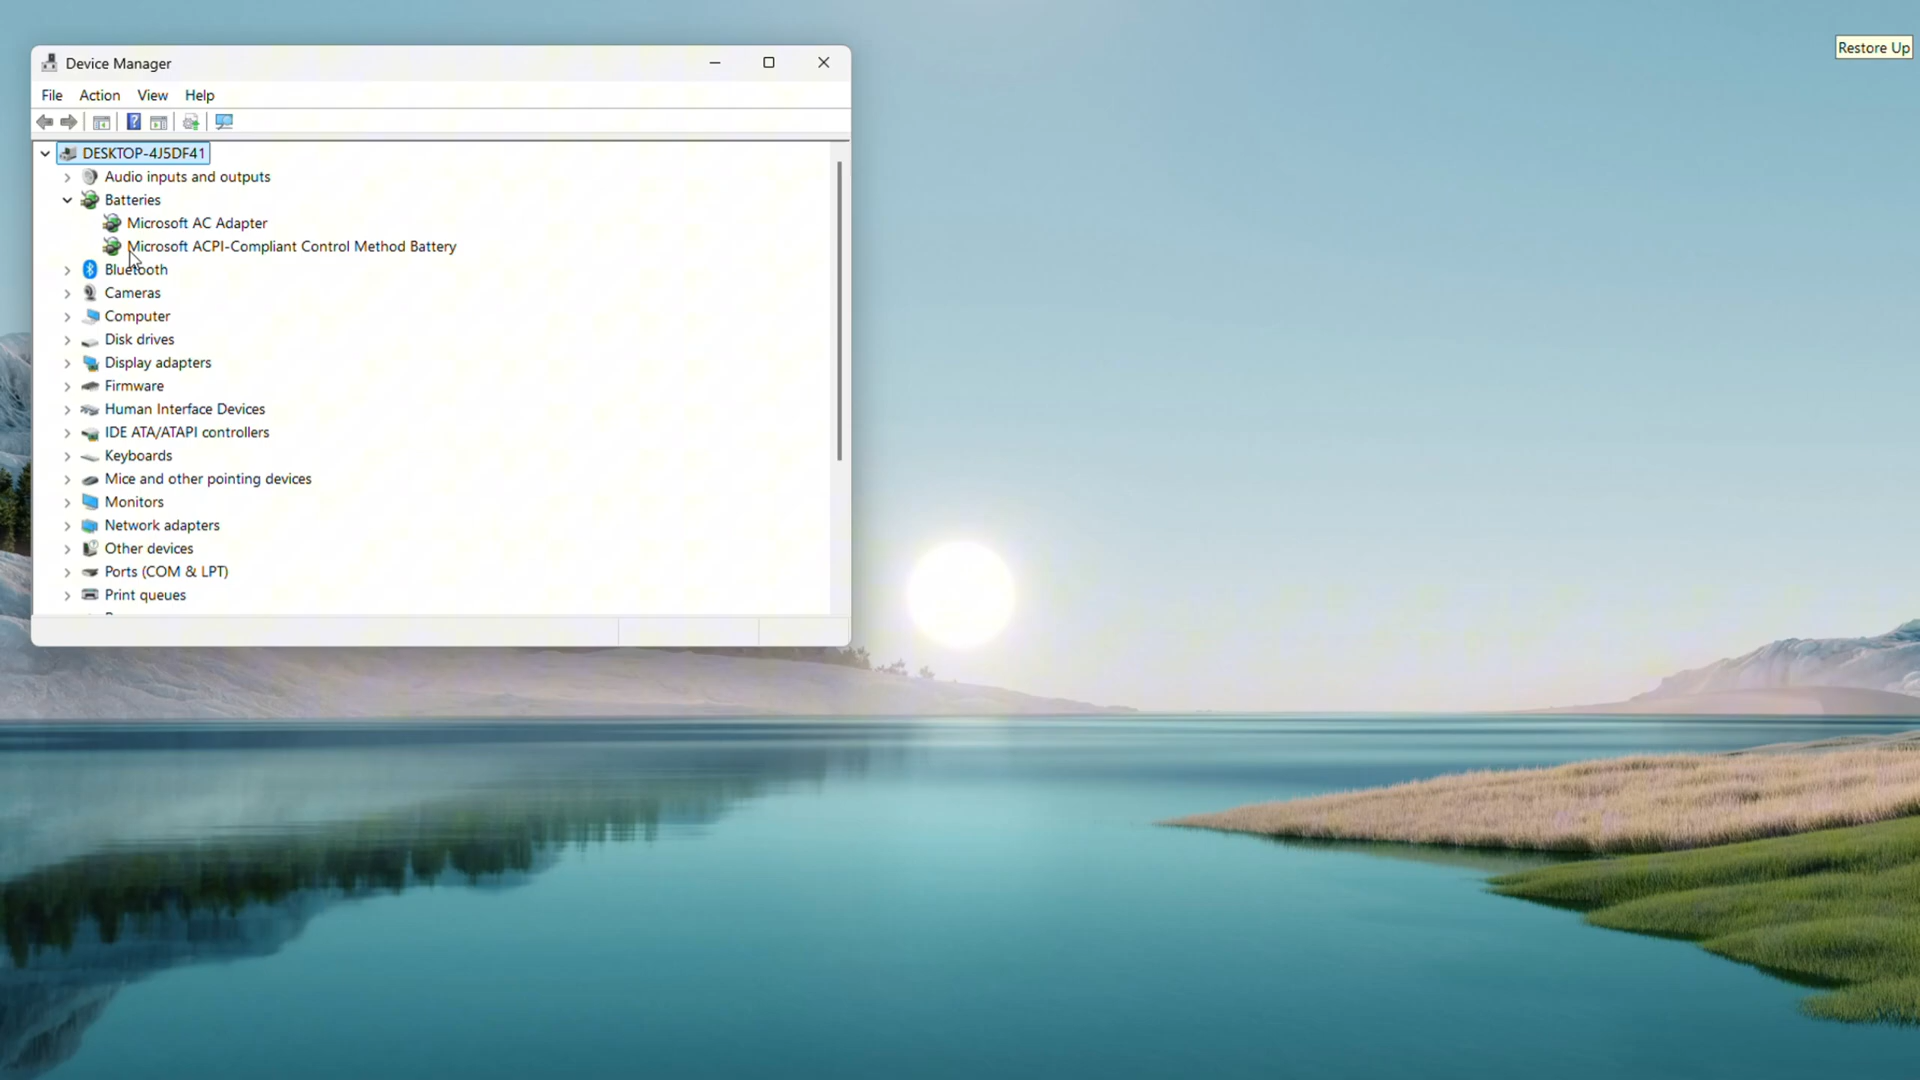 Restore Up
Device Manager
File Action View Help
DESKTOP-4J5DF41
Audio inputs and outputs
Batteries
Microsoft AC Adapter
Microsoft ACPI-Compliant Control Method Battery
Bluetooth
Cameras
Computer
Disk drives
Display adapters
Firmware
Human Interface Devices
IDE ATA/ATAPI controllers
Keyboards
Mice and other pointing devices
Monitors
Network adapters
Other devices
Ports (COM & LPT)
Print queues